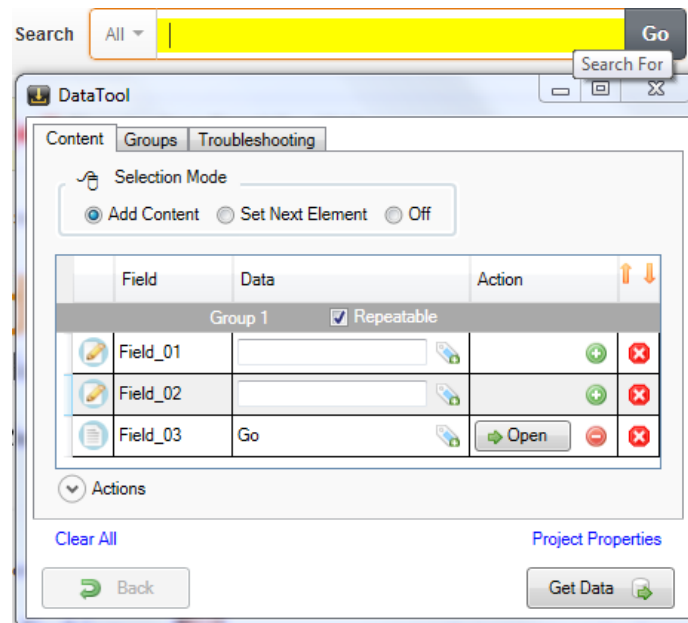 Search All Go
Search For
DataTool
Content Groups Troubleshooting
Selection Mode
Add Content Set Next Element Off
Field Data Action
Group 1 Repeatable
Field_01
Field_02
Field_03 Go Open
Actions
Clear All Project Properties
Back Get Data